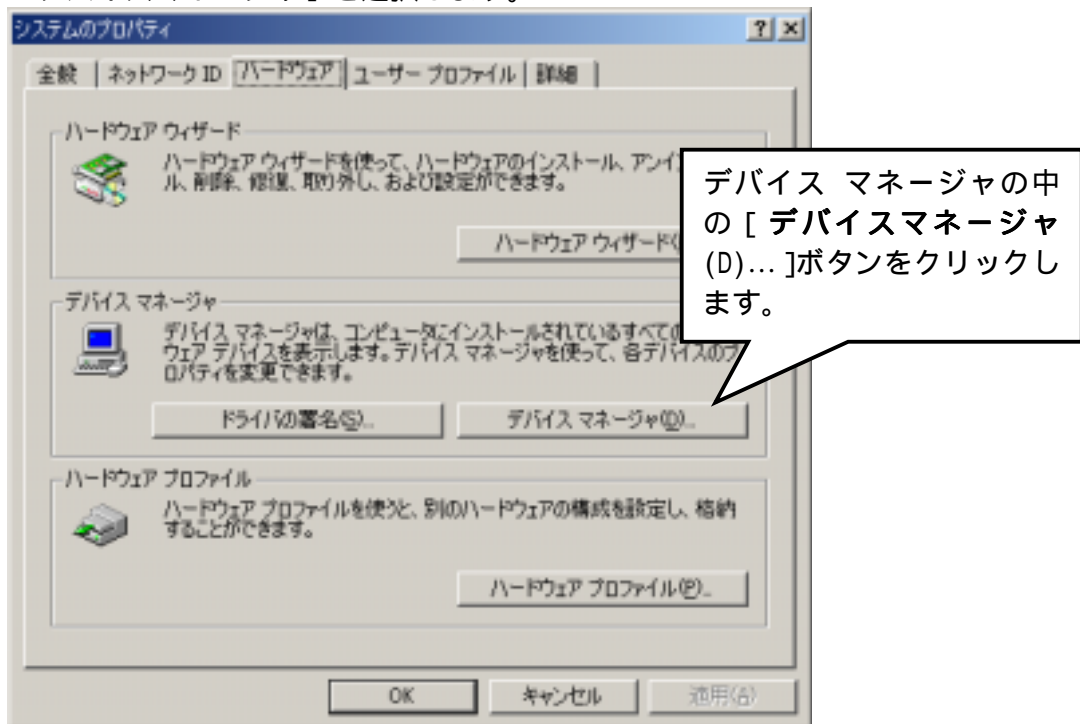 システムのプロパティ
全般
ネットワーク ID
ハードウェア
ユーザー プロファイル
詳細
ハードウェア ウィザード
ハードウェア ウィザードを使って、ハードウェアのインストール、アンイ
ル、削除、修復、取り外し、および設定ができます。
ハードウェア ウィザード(
デバイス マネージャの中
の [ デバイスマネージャ
(D)... ]ボタンをクリックし
ます。
デバイス マネージャ
デバイス マネージャは、コンピュータにインストールされているすべての
ウェア デバイスを表示します。デバイス マネージャを使って、各デバイスのプ
ロパティを変更できます。
ドライバの署名(S)...
デバイス マネージャ(D)...
ハードウェア プロファイル
ハードウェア プロファイルを使うと、別のハードウェアの構成を設定し、格納
することができます。
ハードウェア プロファイル(P)...
OK
キャンセル
適用(A)